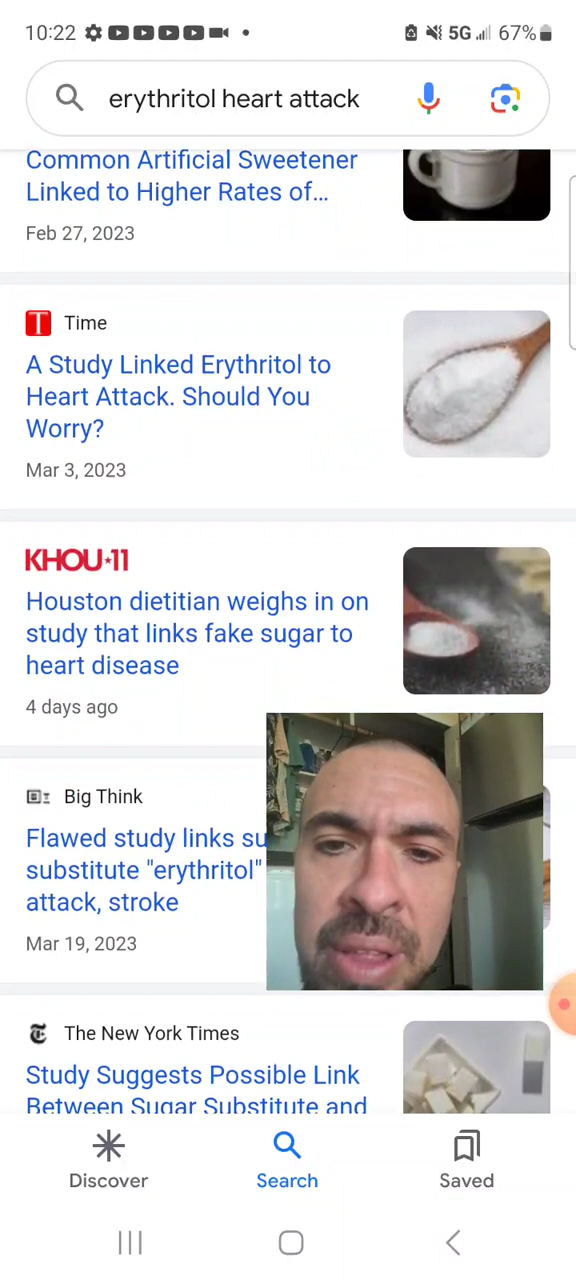 10:22
5G 67%
erythritol heart attack
Common Artificial Sweetener
Linked to Higher Rates of...
Feb 27, 2023
T Time
A Study Linked Erythritol to
Heart Attack. Should You
Worry?
Mar 3, 2023
KHOU★11
Houston dietitian weighs in on
study that links fake sugar to
heart disease
4 days ago
Big Think
Flawed study links su
substitute "erythritol"
attack, stroke
Mar 19, 2023
The New York Times
Study Suggests Possible Link
Between Sugar Substitute and
Discover
Search
Saved